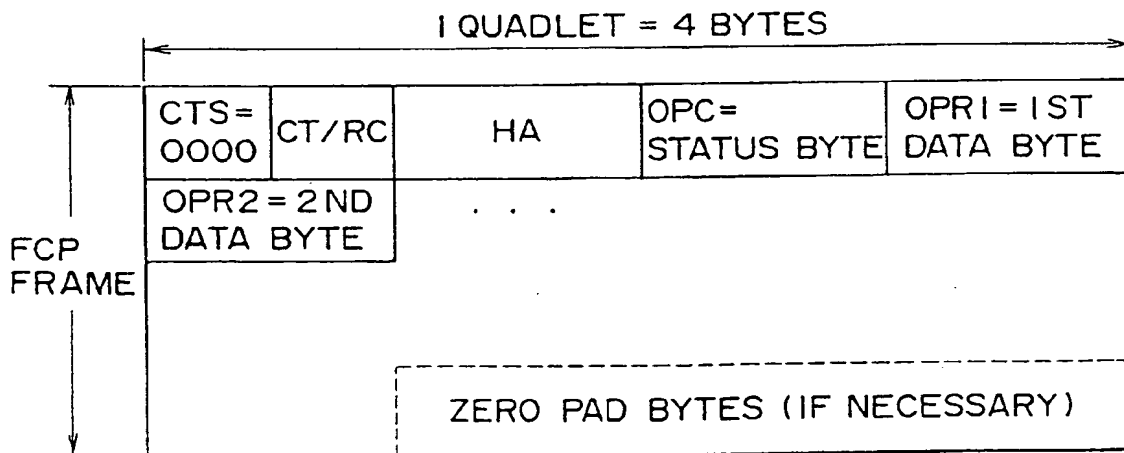 1 QUADLET = 4 BYTES
CTS=
0000
CT/RC
HA
OPC=
STATUS BYTE
OPR1 = 1ST
DATA BYTE
OPR2 = 2ND
DATA BYTE
. . .
FCP
FRAME
ZERO PAD BYTES (IF NECESSARY)